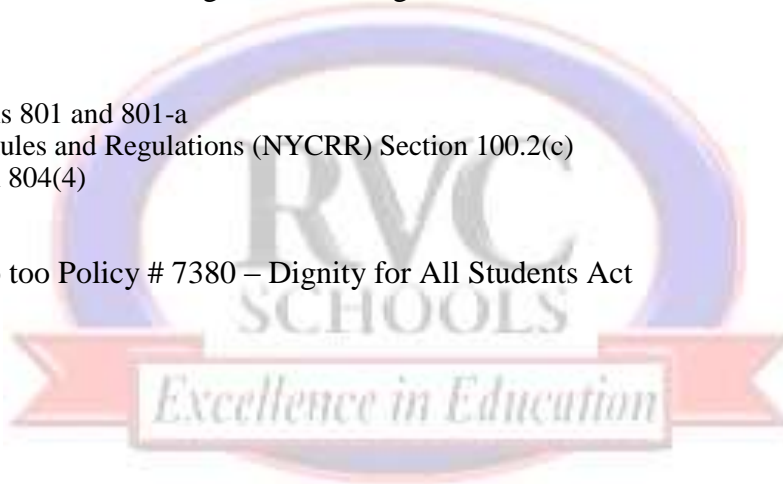 s 801 and 801-a
ules and Regulations (NYCRR) Section 100.2(c)
804(4)
too Policy # 7380 – Dignity for All Students Act
RVC
SCHOOLS
Excellence in Education